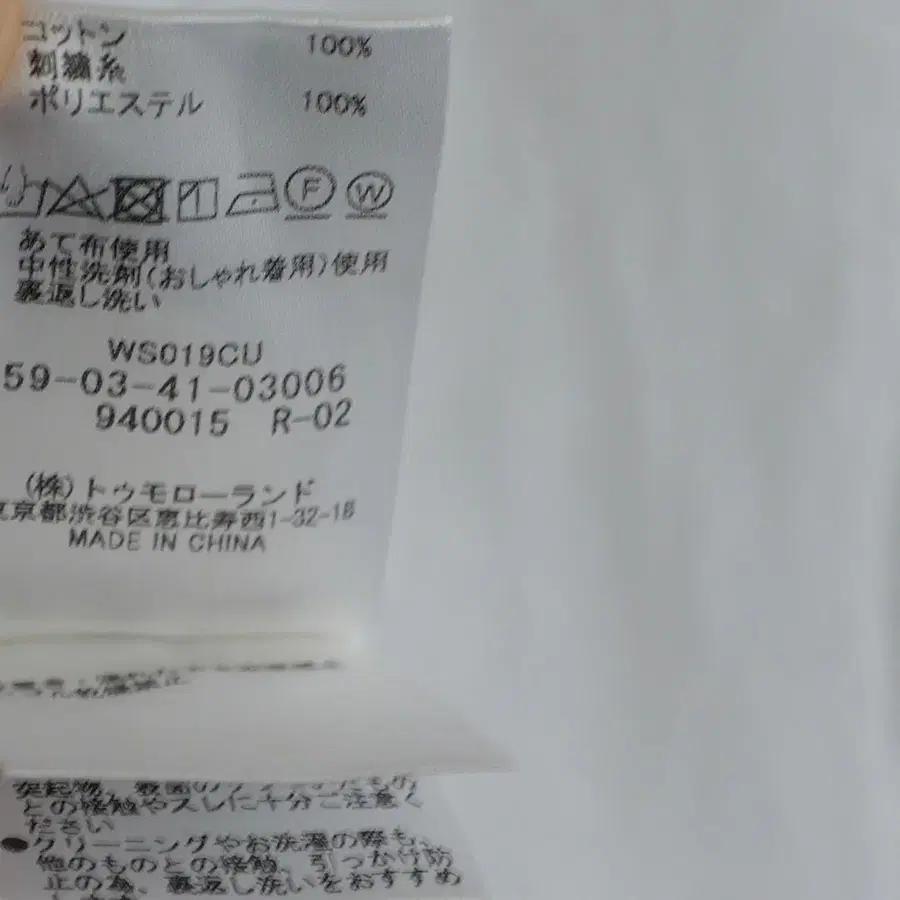 コットン 100%
刺繍糸
ポリエステル 100%
F W
あて布使用
中性洗剤(おしゃれ着用)使用
裏返し洗い
WS019CU
59-03-41-03006
940015 R-02
(株)トゥモローランド
東京都渋谷区恵比寿西1-32-18
MADE IN CHINA
突起物、表面の
との接触やスレに十分ご注意く
ださい
●クリーニングやお洗濯の際も、
他のものとの接触、引っかけ防
止の為、裏返し洗いをおすすめ